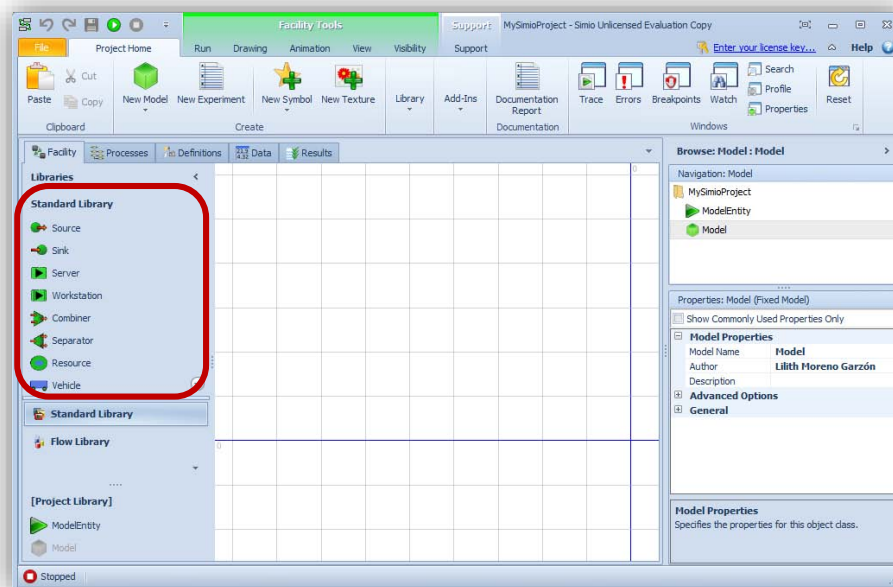 Facility Tools Support MySimioProject - Simio Unlicensed Evaluation Copy
File Project Home Run Drawing Animation View Visibility Support Enter your license key... Help
Paste Cut Copy New Model New Experiment New Symbol New Texture Library Add-Ins Documentation Report Trace Errors Breakpoints Watch Search Profile Properties Reset
Clipboard Create Documentation Windows
Facility Processes Definitions Data Results
Libraries
Standard Library
Source
Sink
Server
Workstation
Combiner
Separator
Resource
Vehicle
Standard Library
Flow Library
[Project Library]
ModelEntity
Model
0
0
Browse: Model : Model
Navigation: Model
MySimioProject
ModelEntity
Model
Properties: Model (Fixed Model)
Show Commonly Used Properties Only
Model Properties
Model Name Model
Author Lilith Moreno Garzón
Description
Advanced Options
General
Model Properties
Specifies the properties for this object class.
Stopped